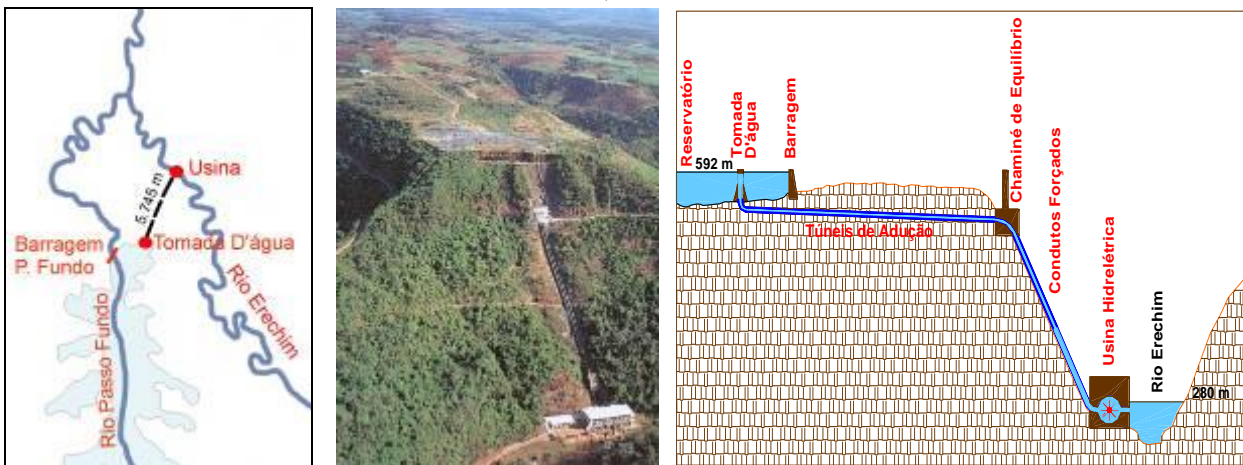 Usina
5.745 m
Tomada D'água
Barragem
P. Fundo
Rio Erechim
Rio Passo Fundo
Reservatório
Tomada
D'água
Barragem
Chaminé de Equilíbrio
592 m
Túneis de Adução
Condutos Forçados
Usina Hidrelétrica
Rio Erechim
280 m